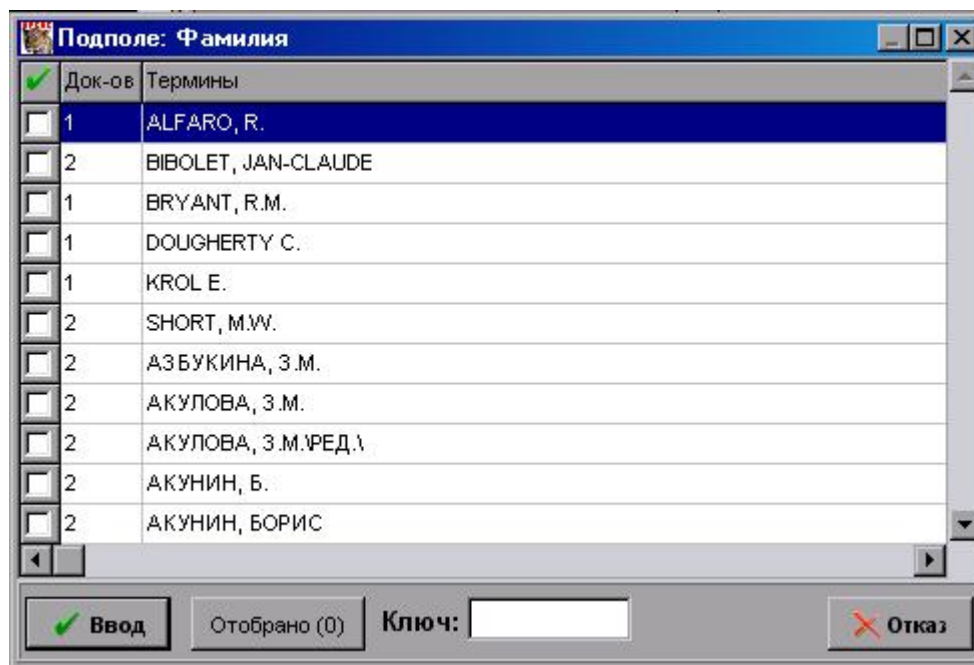 Подполе: Фамилия
Док-ов Термины
1 ALFARO, R.
2 BIBOLET, JAN-CLAUDE
1 BRYANT, R.M.
1 DOUGHERTY C.
1 KROL E.
2 SHORT, M.W.
2 АЗБУКИНА, З.М.
2 АКУЛОВА, З.М.
2 АКУЛОВА, З.М.\РЕД.\
2 АКУНИН, Б.
2 АКУНИН, БОРИС
Ввод Отобрано (0) Ключ: Отказ